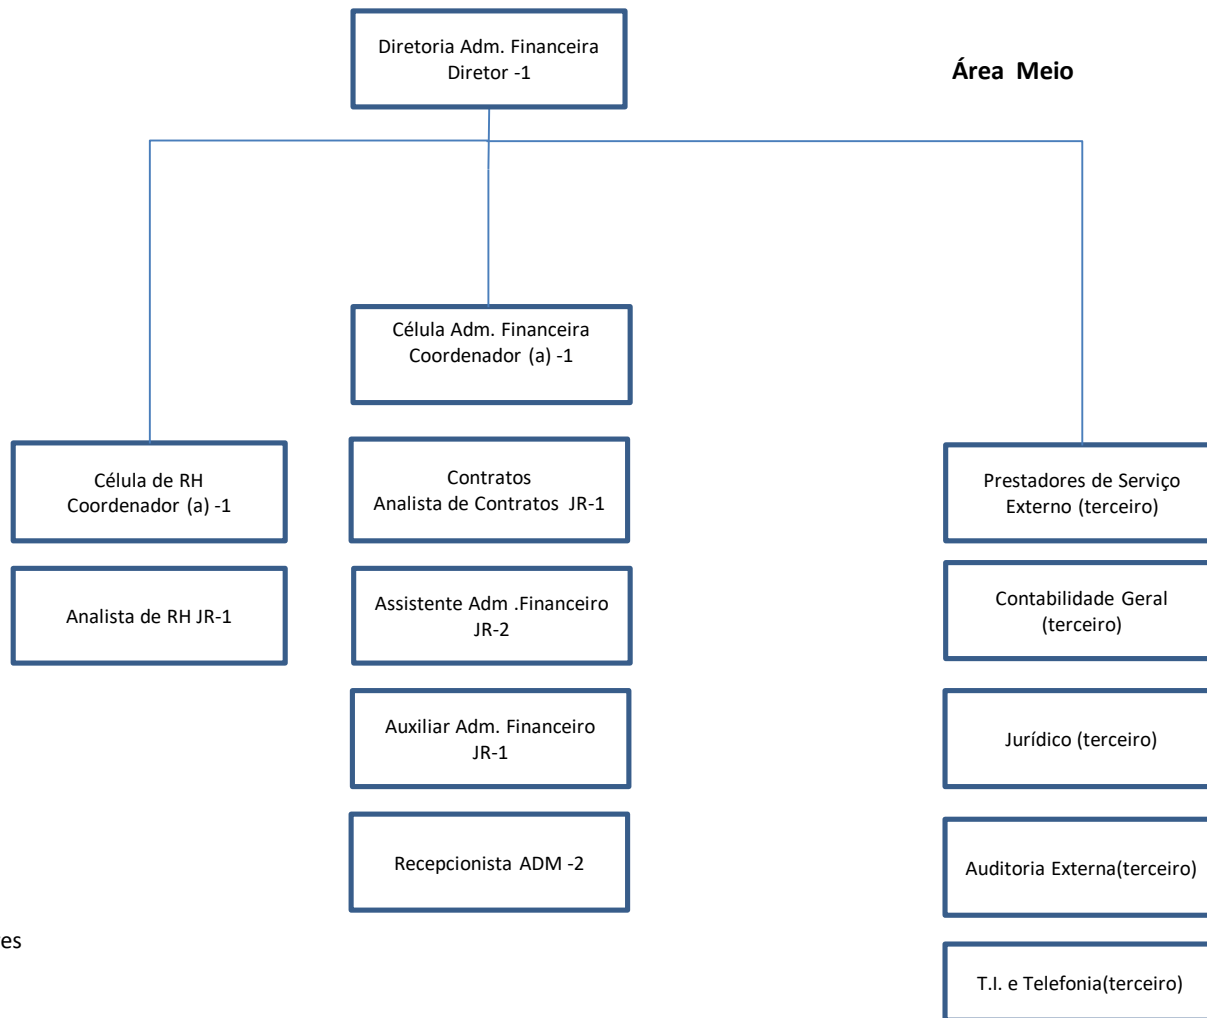 Diretoria Adm. Financeira
Diretor -1
Área Meio
Célula Adm. Financeira
Coordenador (a) -1
Célula de RH
Coordenador (a) -1
Analista de RH JR-1
Contratos
Analista de Contratos JR-1
Assistente Adm .Financeiro
JR-2
Auxiliar Adm. Financeiro
JR-1
Recepcionista ADM -2
Prestadores de Serviço
Externo (terceiro)
Contabilidade Geral
(terceiro)
Jurídico (terceiro)
Auditoria Externa(terceiro)
T.I. e Telefonia(terceiro)